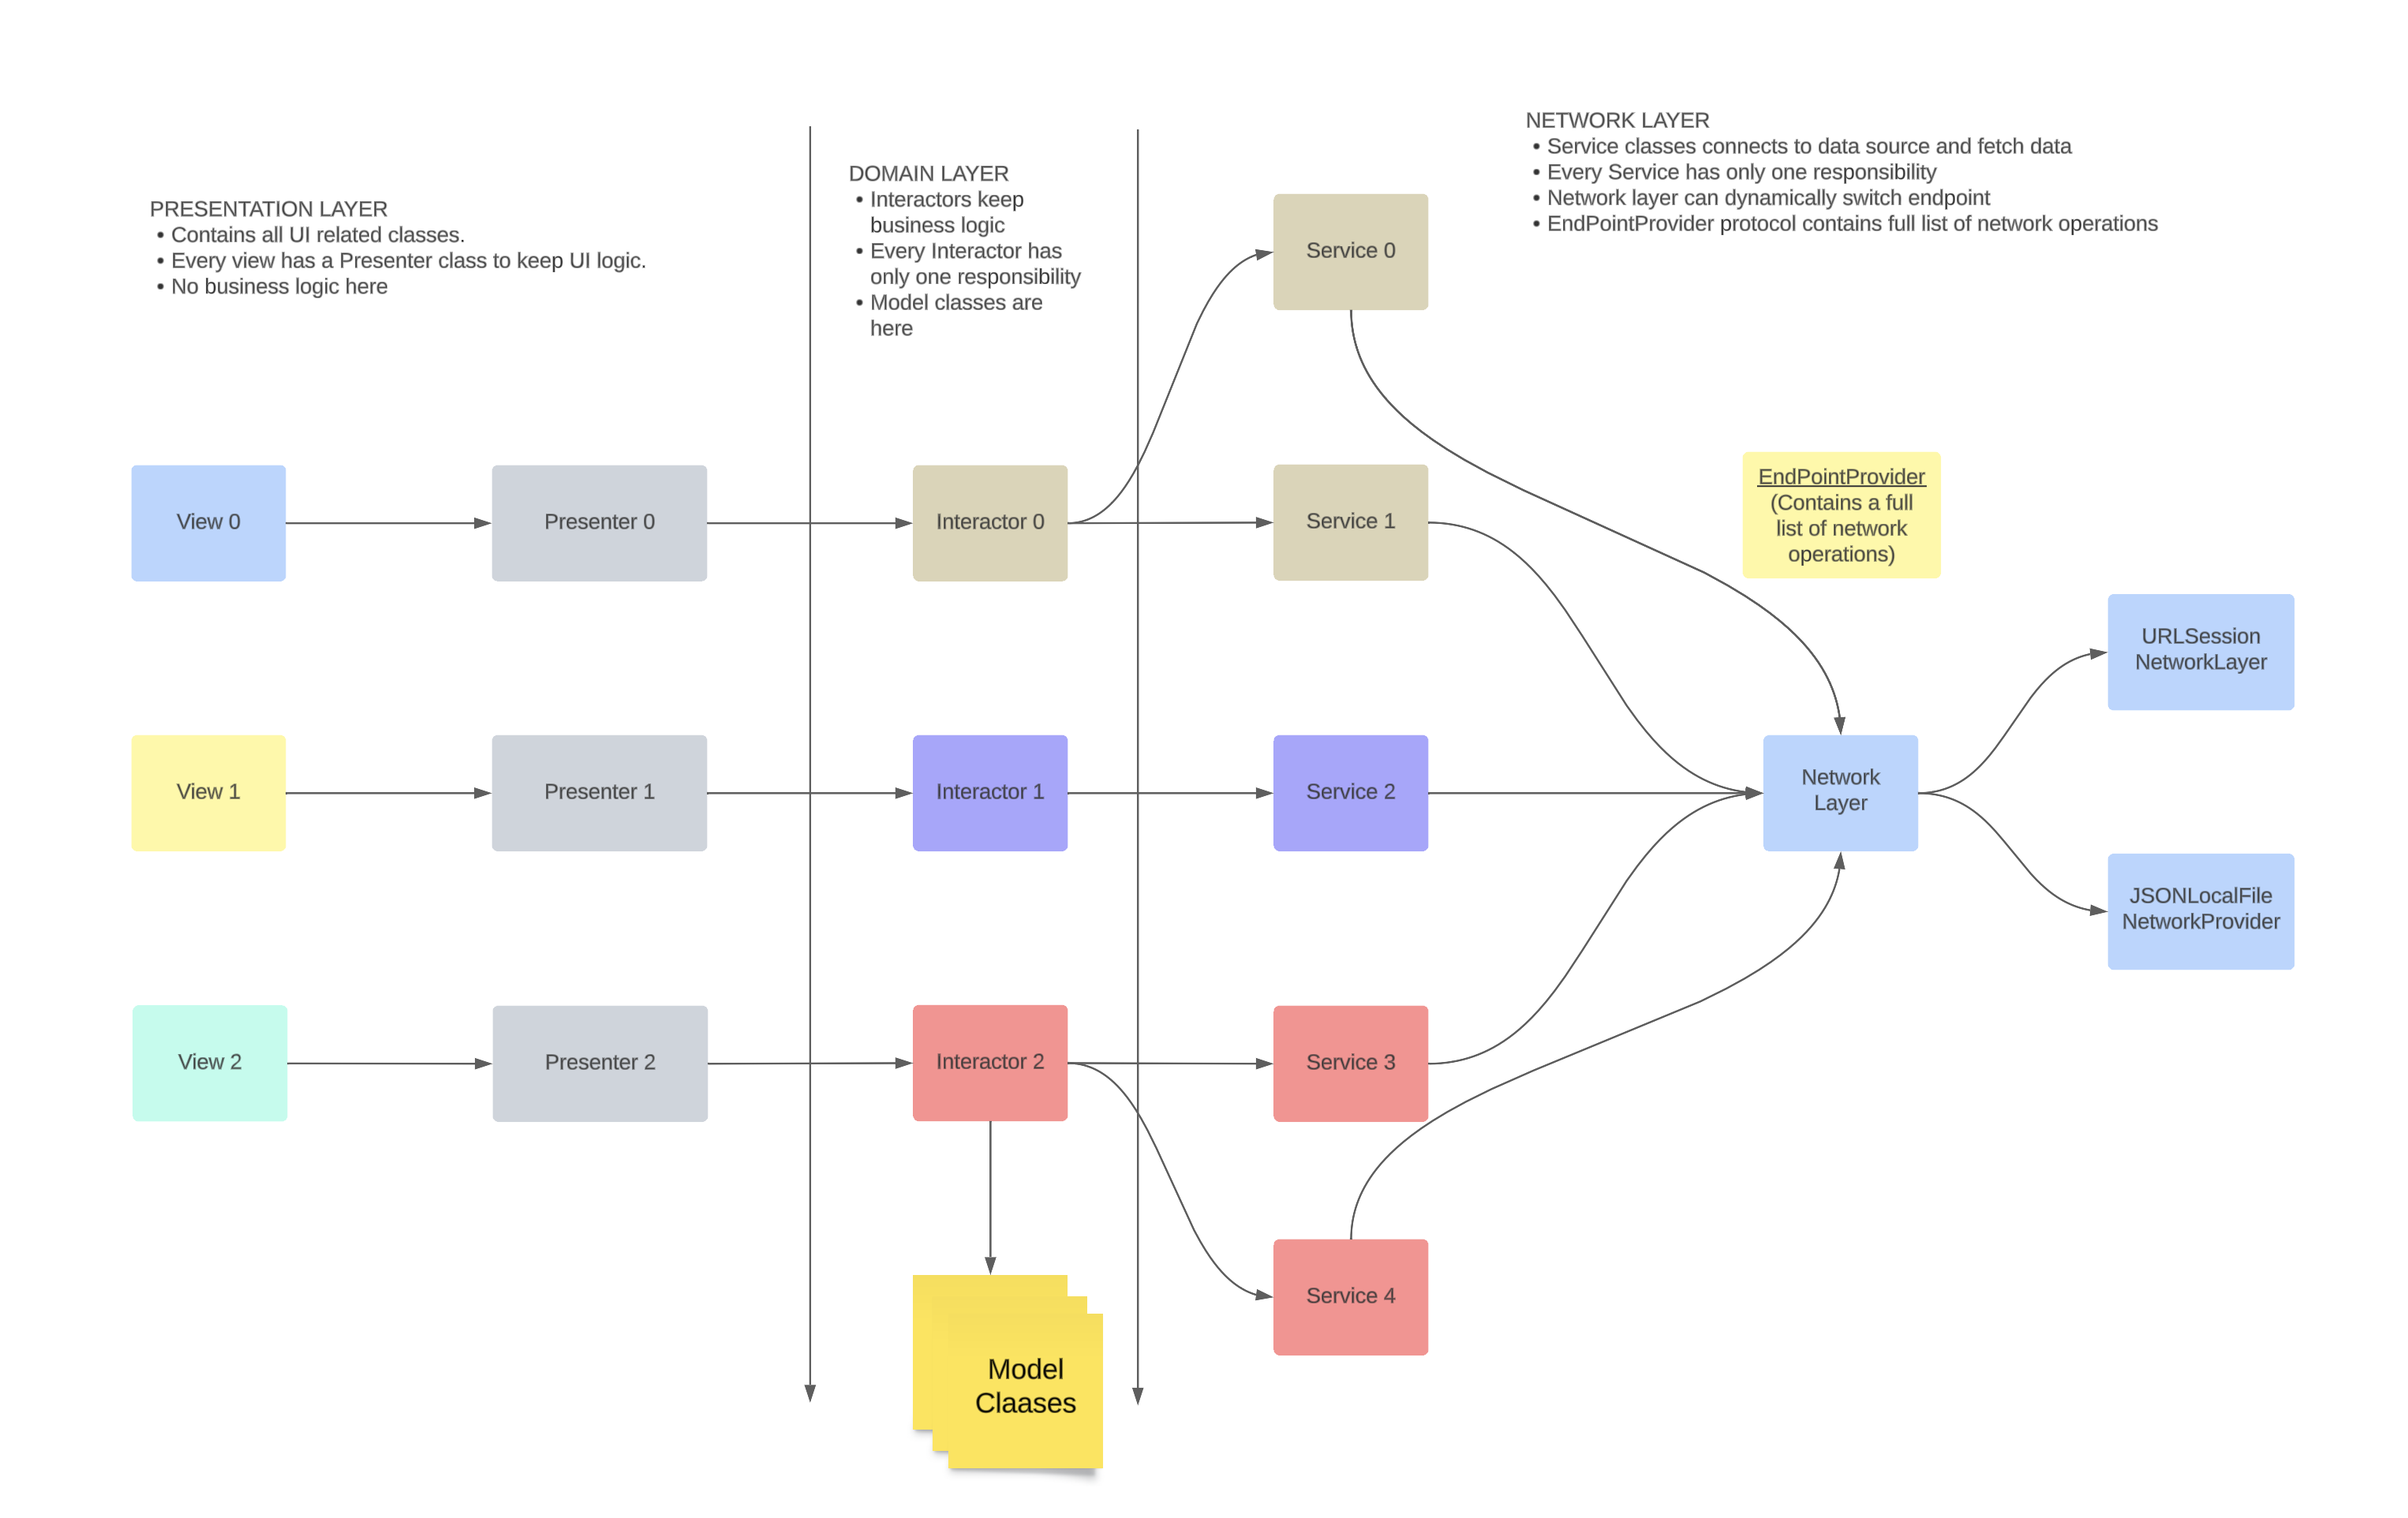 PRESENTATION LAYER
• Contains all UI related classes.
• Every view has a Presenter class to keep UI logic.
• No business logic here
DOMAIN LAYER
• Interactors keep
business logic
• Every Interactor has
only one responsibility
• Model classes are
here
NETWORK LAYER
• Service classes connects to data source and fetch data
• Every Service has only one responsibility
• Network layer can dynamically switch endpoint
• EndPointProvider protocol contains full list of network operations
Service 0
View 0
Presenter 0
Interactor 0
Service 1
EndPointProvider
(Contains a full
list of network
operations)
URLSession
NetworkLayer
View 1
Presenter 1
Interactor 1
Service 2
Network
Layer
JSONLocalFile
NetworkProvider
View 2
Presenter 2
Interactor 2
Service 3
Service 4
Model
Claases